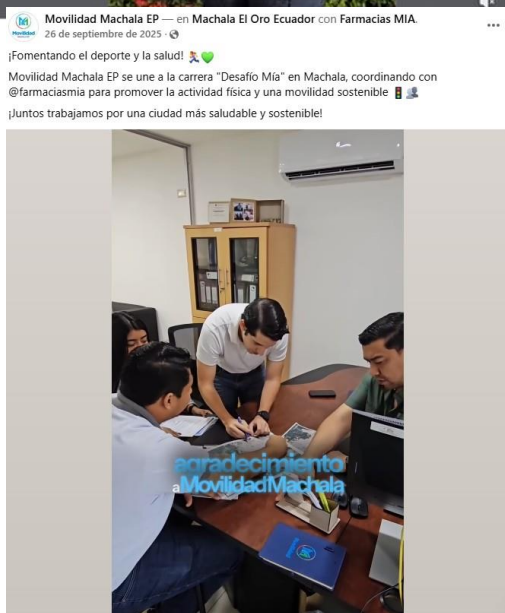 Movilidad Machala EP — en Machala El Oro Ecuador con Farmacias MIA.
26 de septiembre de 2025 ·
¡Fomentando el deporte y la salud! 🏃💚
Movilidad Machala EP se une a la carrera "Desafío Mía" en Machala, coordinando con
@farmaciasmia para promover la actividad física y una movilidad sostenible 🚦👥
¡Juntos trabajamos por una ciudad más saludable y sostenible!
agradecimiento
a MovilidadMachala